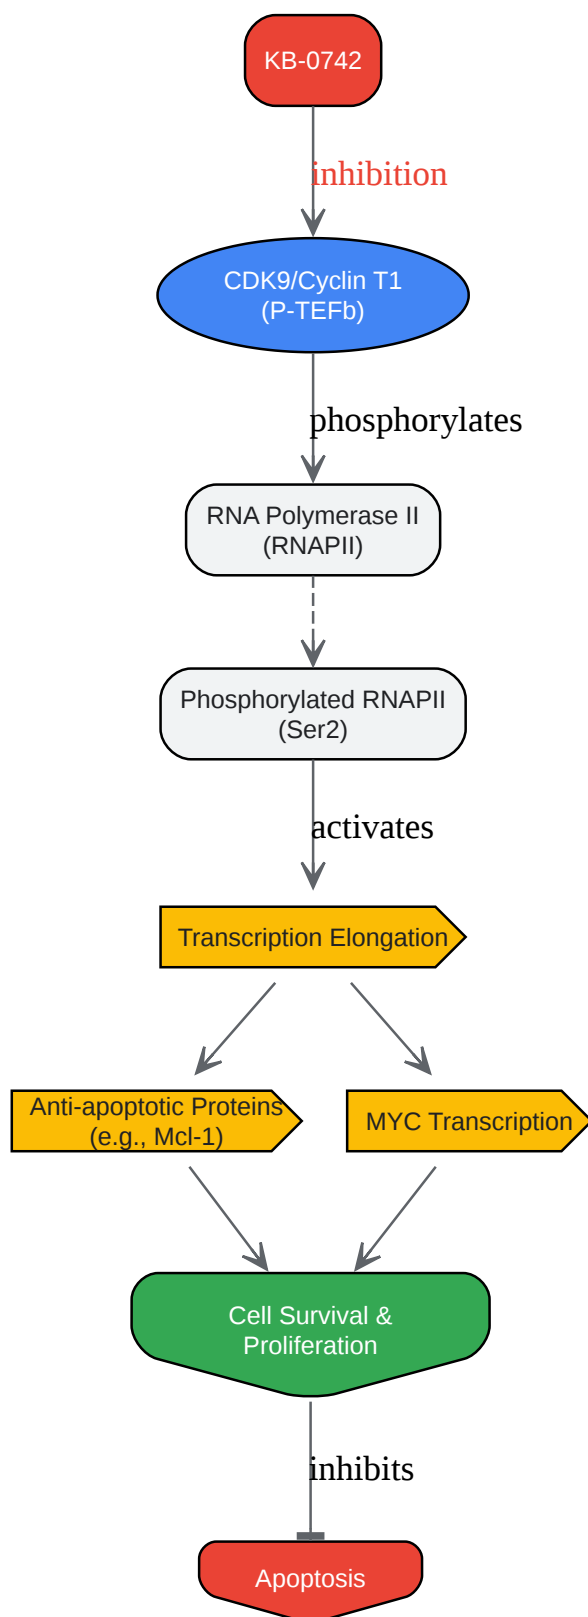 KB-0742
inhibition
CDK9/Cyclin T1
(P-TEFb)
phosphorylates
RNA Polymerase II
(RNAPII)
Phosphorylated RNAPII
(Ser2)
activates
Transcription Elongation
Anti-apoptotic Proteins
(e.g., Mcl-1)
MYC Transcription
Cell Survival &
Proliferation
inhibits
Apoptosis